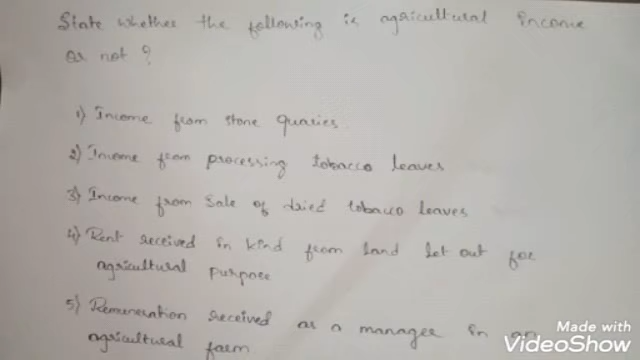 State whether the following is agricultural income
or not?
1) Income from stone quaries
2) Income from processing tobacco leaves
3) Income from sale of dried tobacco leaves
4) Rent received in kind from land let out for
agricultural purpose
5) Remuneration received as a manager in an
agricultural farm
Made with
VideoShow